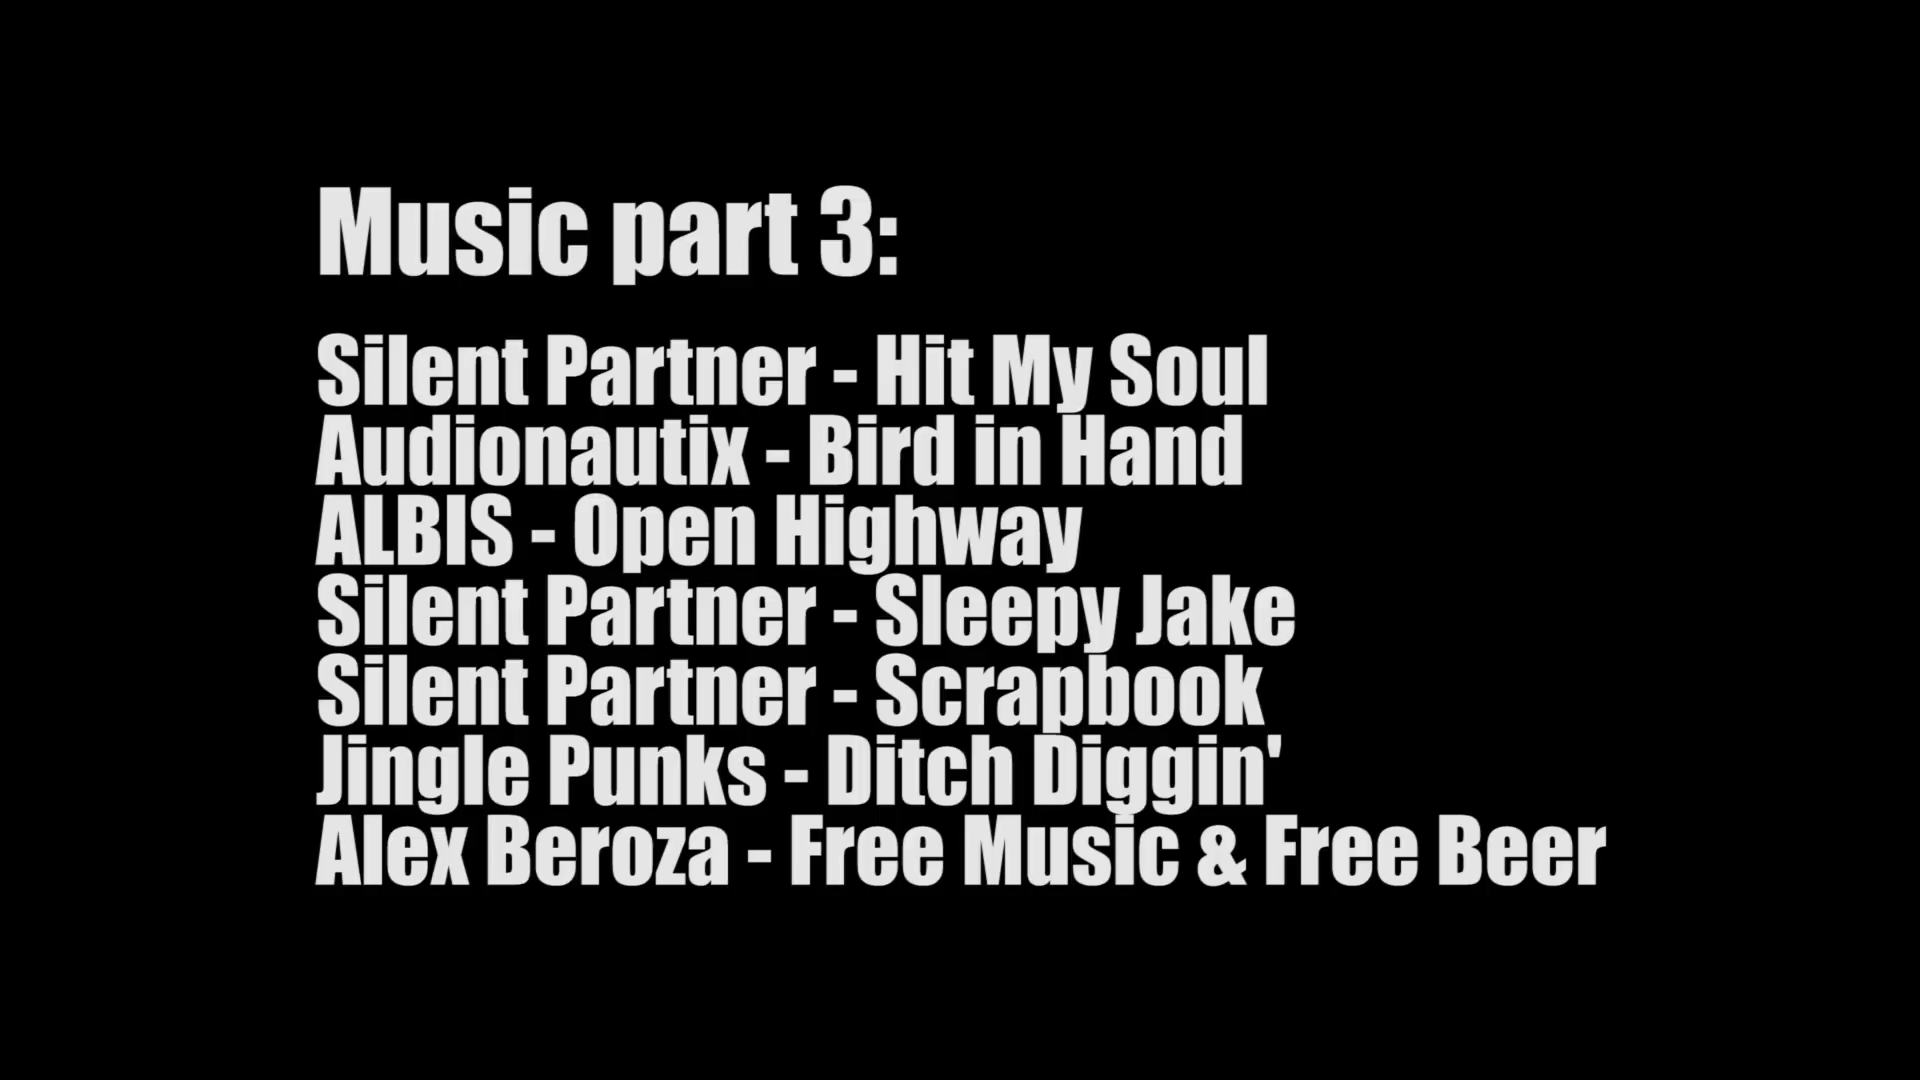 Music part 3:
Silent Partner - Hit My Soul
Audionautix - Bird in Hand
ALBIS - Open Highway
Silent Partner - Sleepy Jake
Silent Partner - Scrapbook
Jingle Punks - Ditch Diggin'
Alex Beroza - Free Music & Free Beer